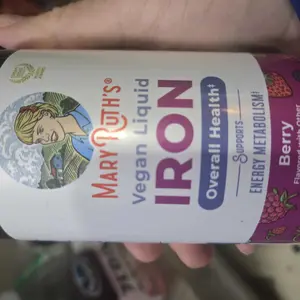 MARYRUTH'S®
Vegan Liquid
IRON
Overall Health†
SUPPORTS
ENERGY METABOLISM†
Berry